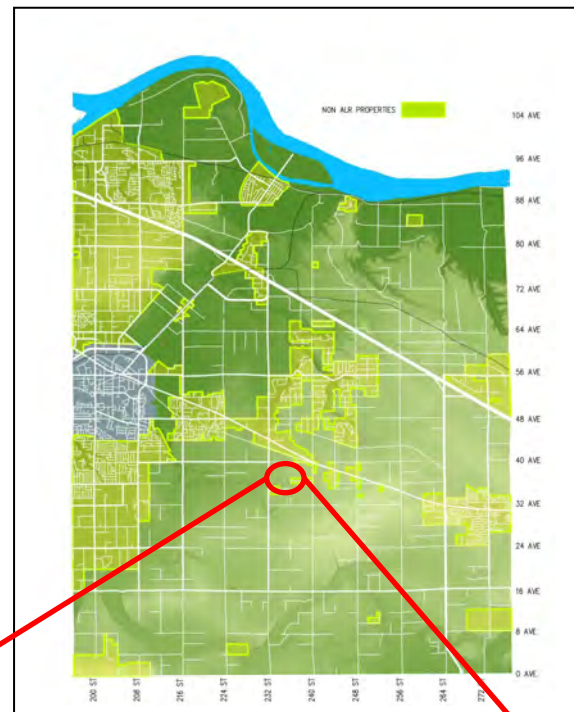 NON ALR PROPERTIES
104 AVE
96 AVE
88 AVE
80 AVE
72 AVE
64 AVE
56 AVE
48 AVE
40 AVE
32 AVE
24 AVE
16 AVE
8 AVE
0 AVE
200 ST
208 ST
216 ST
224 ST
232 ST
240 ST
248 ST
256 ST
264 ST
272 ST